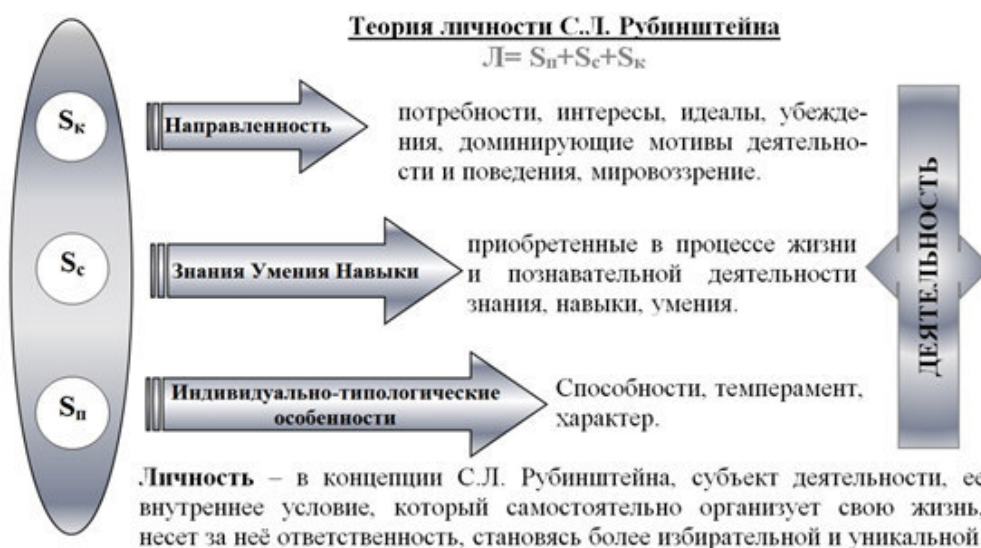 Теория личности С.Л. Рубинштейна
Л= Sп+Sс+Sк
Sк
Направленность
потребности, интересы, идеалы, убежде-
ния, доминирующие мотивы деятельно-
сти и поведения, мировоззрение.
Sс
Знания Умения Навыки
приобретенные в процессе жизни
и познавательной деятельности
знания, навыки, умения.
Sп
Индивидуально-типологические
особенности
Способности, темперамент,
характер.
ДЕЯТЕЛЬНОСТЬ
Личность – в концепции С.Л. Рубинштейна, субъект деятельности, ее
внутреннее условие, который самостоятельно организует свою жизнь,
несет за неё ответственность, становясь более избирательной и уникальной